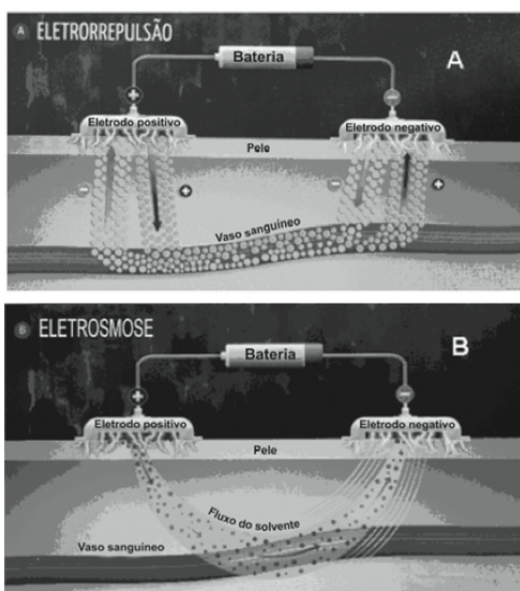 A ELETRORREPULSÃO
A
Bateria
+
−
Eletrodo positivo
Eletrodo negativo
Pele
−
+
−
+
Vaso sanguíneo
B ELETROSMOSE
B
Bateria
+
−
Eletrodo positivo
Eletrodo negativo
Pele
Fluxo do solvente
Vaso sanguíneo